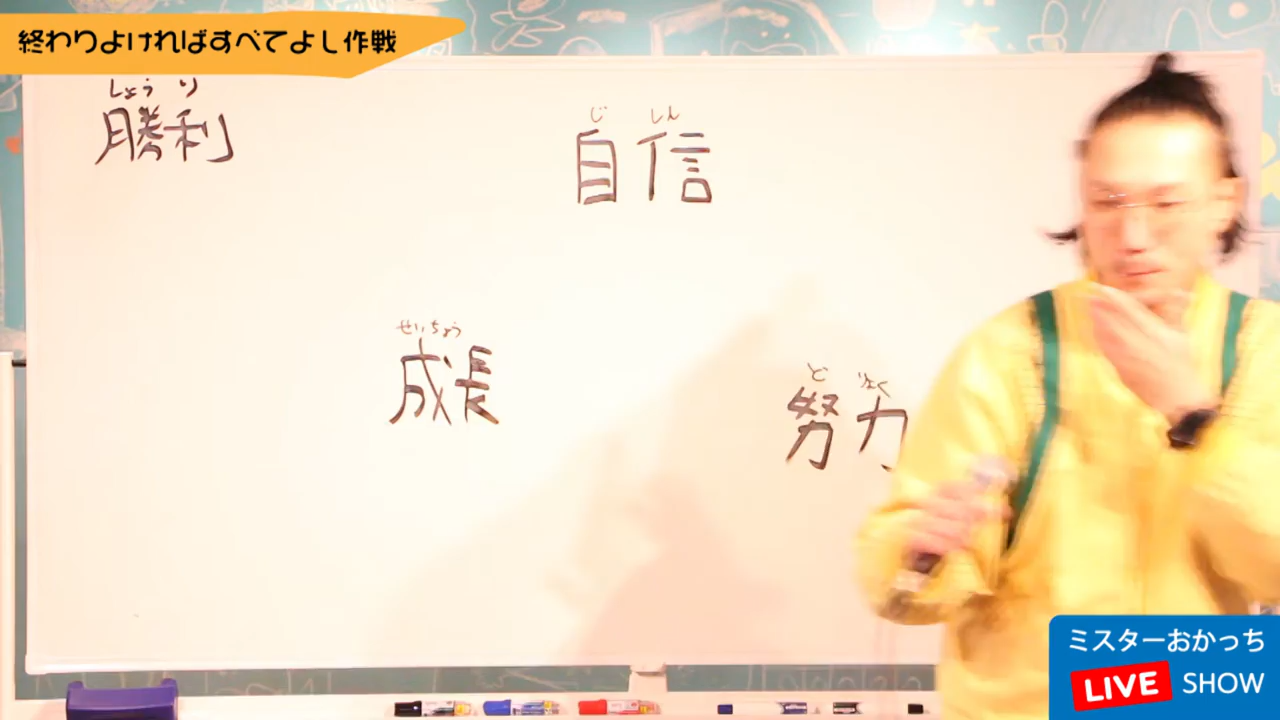 終わりよければすべてよし作戦
しょうり
勝利
じしん
自信
せいちょう
成長
どりょく
努力
ミスターおかっち
LIVE SHOW